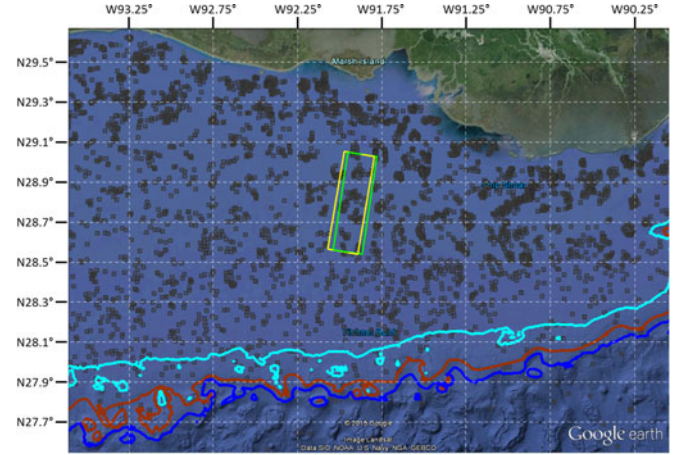 W93.25° W92.75° W92.25° W91.75° W91.25° W90.75° W90.25°
N29.5°
Marsh Island
N29.3°
N29.1°
N28.9°
N28.7°
N28.5°
N28.3°
N28.1°
N27.9°
N27.7°
Image Landsat
Data SIO, NOAA, U.S. Navy, NGA, GEBCO
Google earth